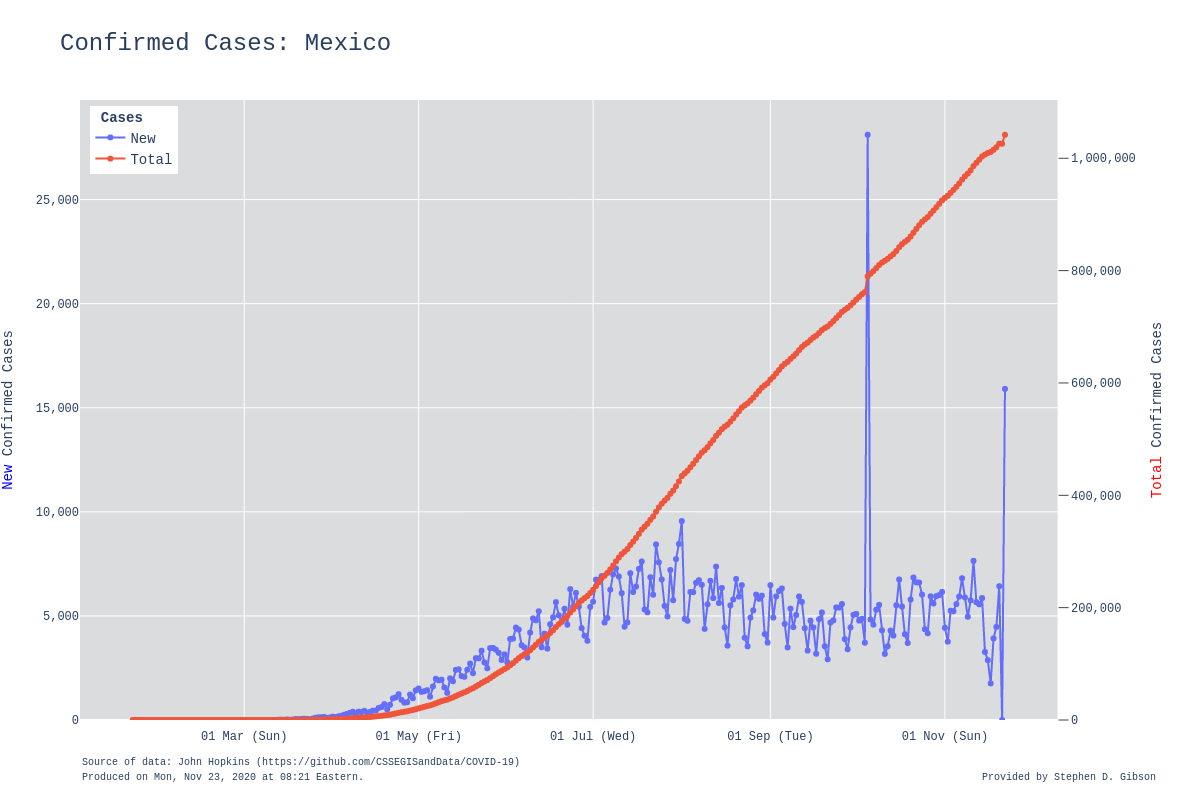 Confirmed Cases: Mexico
Cases
New
Total
25,000
20,000
15,000
10,000
5,000
0
New Confirmed Cases
1,000,000
800,000
600,000
400,000
200,000
0
Total Confirmed Cases
01 Mar (Sun) 01 May (Fri) 01 Jul (Wed) 01 Sep (Tue) 01 Nov (Sun)
Source of data: John Hopkins (https://github.com/CSSEGISandData/COVID-19)
Produced on Mon, Nov 23, 2020 at 08:21 Eastern.
Provided by Stephen D. Gibson